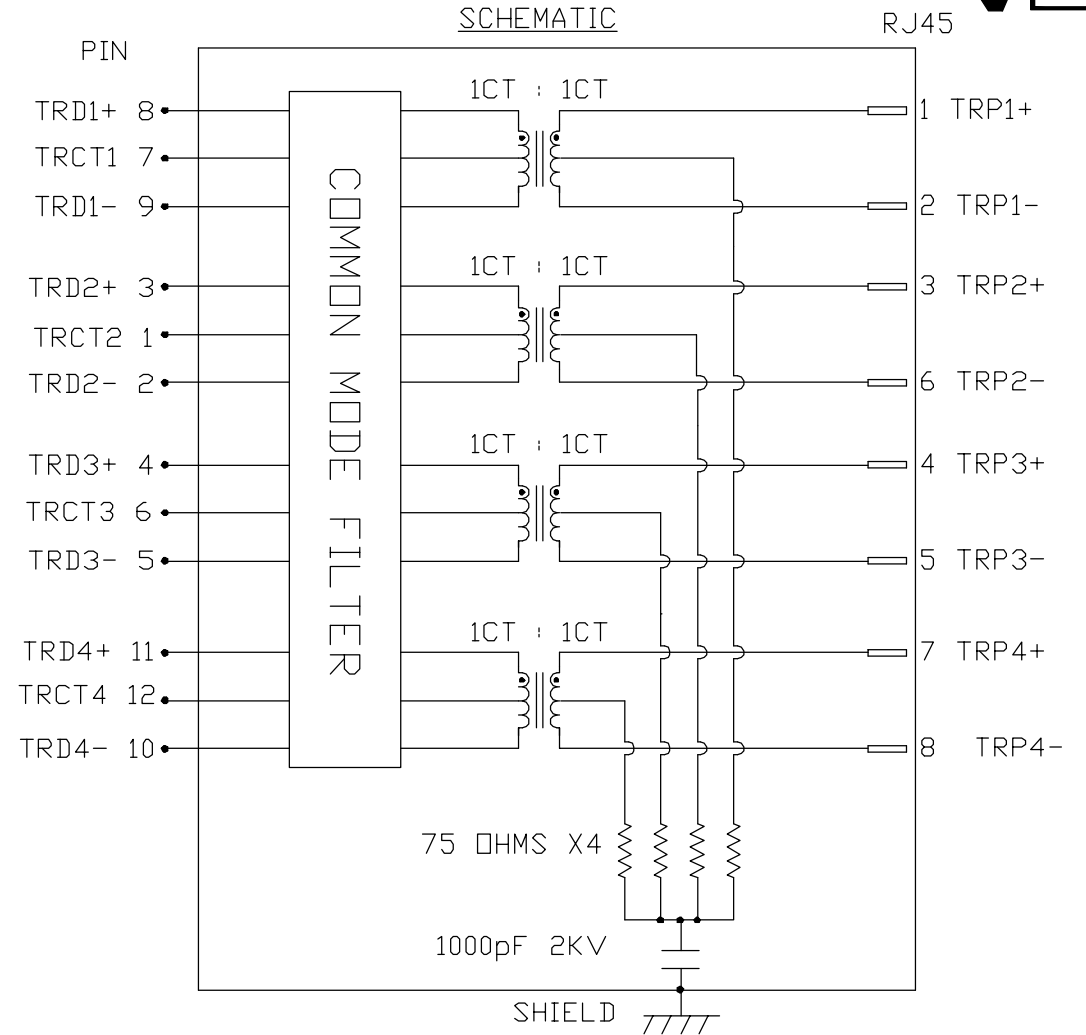 SCHEMATIC
RJ45
PIN
1CT : 1CT
TRD1+ 8
1 TRP1+
TRCT1 7
TRD1- 9
2 TRP1-
COMMON MODE FILTER
1CT : 1CT
TRD2+ 3
3 TRP2+
TRCT2 1
TRD2- 2
6 TRP2-
1CT : 1CT
TRD3+ 4
4 TRP3+
TRCT3 6
TRD3- 5
5 TRP3-
1CT : 1CT
TRD4+ 11
7 TRP4+
TRCT4 12
TRD4- 10
8 TRP4-
75 OHMS X4
1000pF 2KV
SHIELD